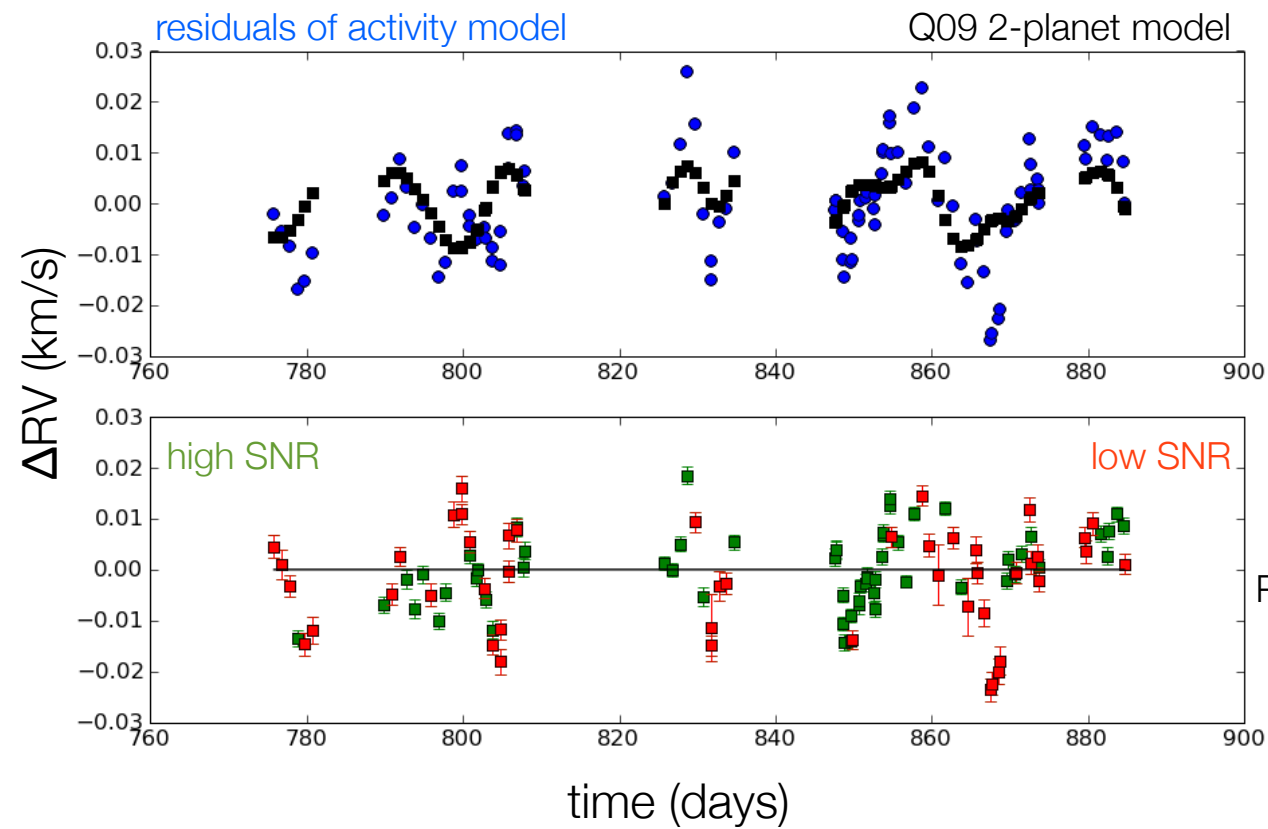 residuals of activity model Q09 2-planet model
0.03
0.02
0.01
0.00
−0.01
−0.02
−0.03
760 780 800 820 840 860 880 900
ΔRV (km/s)
0.03
high SNR low SNR
0.02
0.01
0.00
P
−0.01
−0.02
−0.03
760 780 800 820 840 860 880 900
time (days)